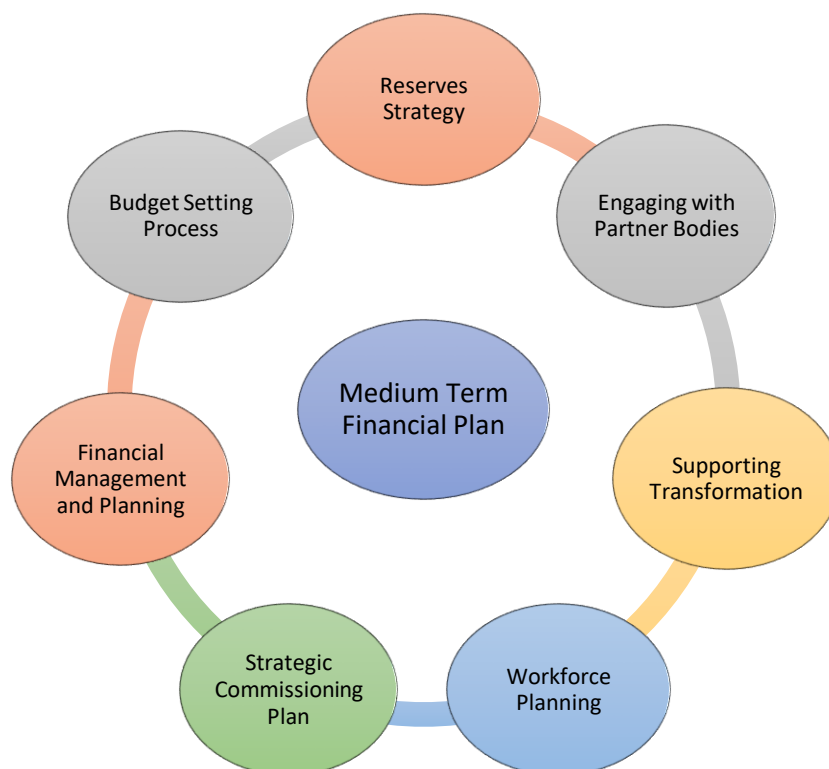 Reserves
Strategy
Engaging with
Partner Bodies
Supporting
Transformation
Workforce
Planning
Strategic
Commissioning
Plan
Financial
Management
and Planning
Budget Setting
Process
Medium Term
Financial Plan